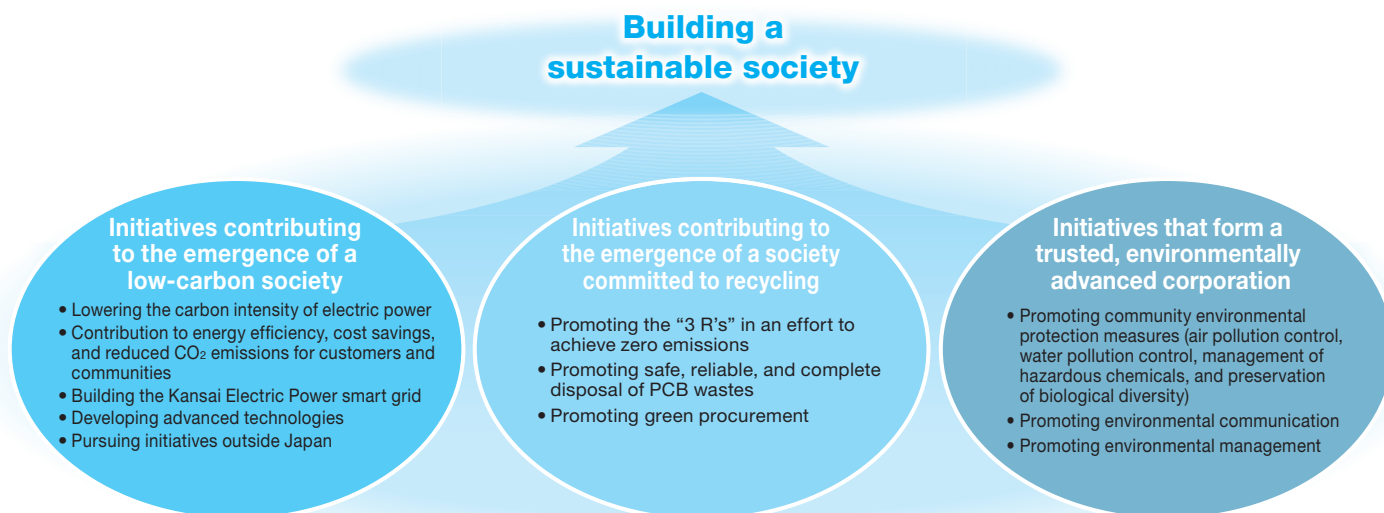 Building a
sustainable society
Initiatives contributing
to the emergence of a
low-carbon society
• Lowering the carbon intensity of electric power
• Contribution to energy efficiency, cost savings,
and reduced CO₂ emissions for customers and
communities
• Building the Kansai Electric Power smart grid
• Developing advanced technologies
• Pursuing initiatives outside Japan
Initiatives contributing to
the emergence of a society
committed to recycling
• Promoting the “3 R’s” in an effort to
achieve zero emissions
• Promoting safe, reliable, and complete
disposal of PCB wastes
• Promoting green procurement
Initiatives that form a
trusted, environmentally
advanced corporation
• Promoting community environmental
protection measures (air pollution control,
water pollution control, management of
hazardous chemicals, and preservation
of biological diversity)
• Promoting environmental communication
• Promoting environmental management